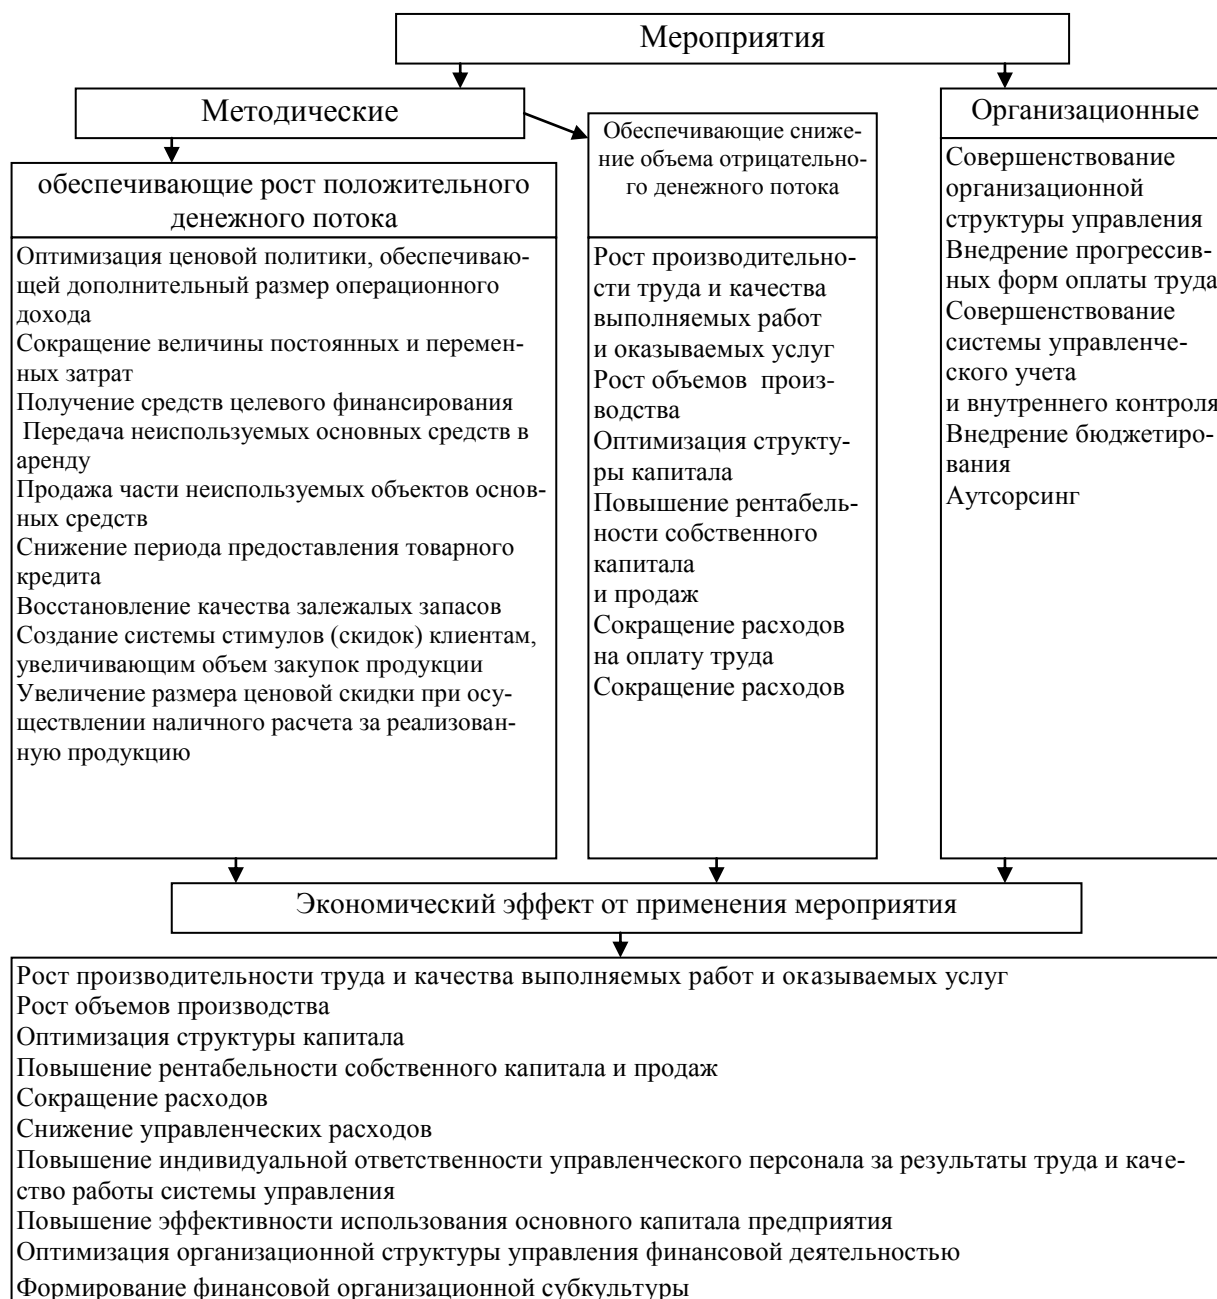 Мероприятия
Методические
обеспечивающие рост положительного
денежного потока
Оптимизация ценовой политики, обеспечиваю-
щей дополнительный размер операционного
дохода
Сокращение величины постоянных и перемен-
ных затрат
Получение средств целевого финансирования
Передача неиспользуемых основных средств в
аренду
Продажа части неиспользуемых объектов основ-
ных средств
Снижение периода предоставления товарного
кредита
Восстановление качества залежалых запасов
Создание системы стимулов (скидок) клиентам,
увеличивающим объем закупок продукции
Увеличение размера ценовой скидки при осу-
ществлении наличного расчета за реализован-
ную продукцию
Обеспечивающие сниже-
ние объема отрицательно-
го денежного потока
Рост производительно-
сти труда и качества
выполняемых работ
и оказываемых услуг
Рост объемов произ-
водства
Оптимизация структу-
ры капитала
Повышение рентабель-
ности собственного
капитала
и продаж
Сокращение расходов
на оплату труда
Сокращение расходов
Организационные
Совершенствование
организационной
структуры управления
Внедрение прогрессив-
ных форм оплаты труда
Совершенствование
системы управленче-
ского учета
и внутреннего контроля
Внедрение бюджетиро-
вания
Аутсорсинг
Экономический эффект от применения мероприятия
Рост производительности труда и качества выполняемых работ и оказываемых услуг
Рост объемов производства
Оптимизация структуры капитала
Повышение рентабельности собственного капитала и продаж
Сокращение расходов
Снижение управленческих расходов
Повышение индивидуальной ответственности управленческого персонала за результаты труда и каче-
ство работы системы управления
Повышение эффективности использования основного капитала предприятия
Оптимизация организационной структуры управления финансовой деятельностью
Формирование финансовой организационной субкультуры